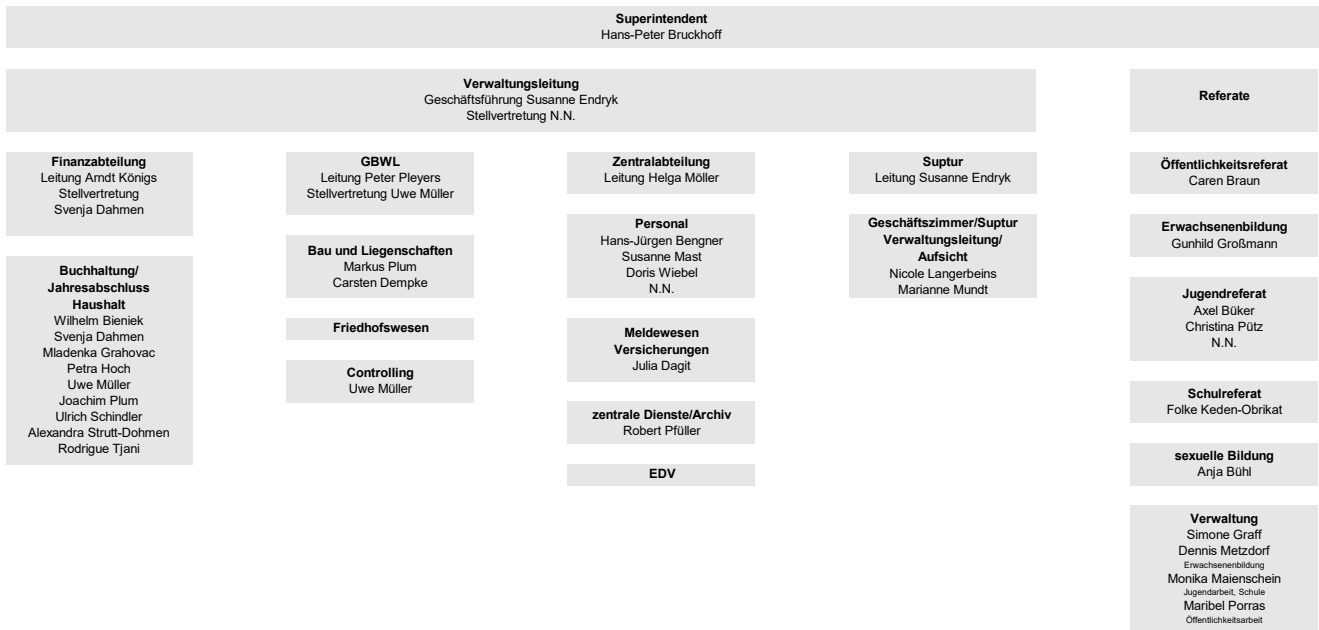 Superintendent
Hans-Peter Bruckhoff
Verwaltungsleitung
Geschäftsführung Susanne Endryk
Stellvertretung N.N.
Referate
Finanzabteilung
Leitung Arndt Königs
Stellvertretung
Svenja Dahmen
Buchhaltung/
Jahresabschluss
Haushalt
Wilhelm Bieniek
Svenja Dahmen
Mladenka Grahovac
Petra Hoch
Uwe Müller
Joachim Plum
Ulrich Schindler
Alexandra Strutt-Dohmen
Rodrigue Tjani
GBWL
Leitung Peter Pleyers
Stellvertretung Uwe Müller
Bau und Liegenschaften
Markus Plum
Carsten Dempke
Friedhofswesen
Controlling
Uwe Müller
Zentralabteilung
Leitung Helga Möller
Personal
Hans-Jürgen Bengner
Susanne Mast
Doris Wiebel
N.N.
Meldewesen
Versicherungen
Julia Dagit
zentrale Dienste/Archiv
Robert Pfüller
EDV
Suptur
Leitung Susanne Endryk
Geschäftszimmer/Suptur
Verwaltungsleitung/
Aufsicht
Nicole Langerbeins
Marianne Mundt
Öffentlichkeitsreferat
Caren Braun
Erwachsenenbildung
Gunhild Großmann
Jugendreferat
Axel Büker
Christina Pütz
N.N.
Schulreferat
Folke Keden-Obrikat
sexuelle Bildung
Anja Bühl
Verwaltung
Simone Graff
Dennis Metzdorf
Erwachsenenbildung
Monika Maienschein
Jugendarbeit, Schule
Maribel Porras
Öffentlichkeitsarbeit